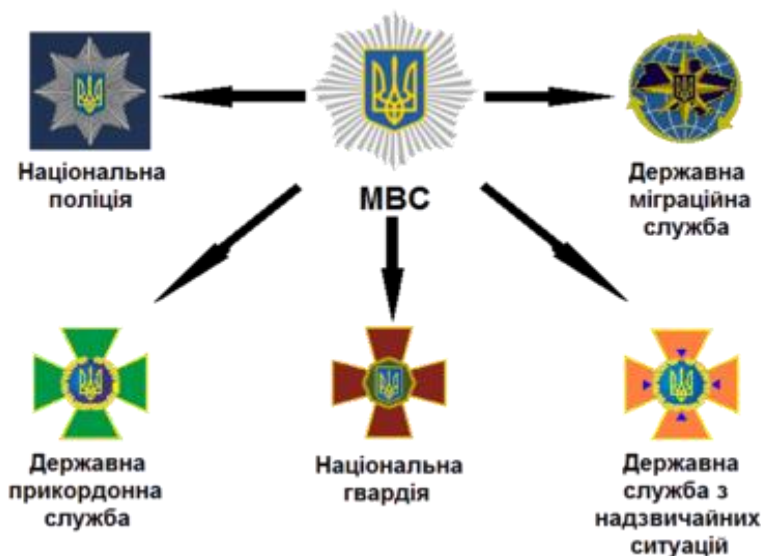 МВС
Національна
поліція
Державна
міграційна
служба
Державна
прикордонна
служба
Національна
гвардія
Державна
служба з
надзвичайних
ситуацій